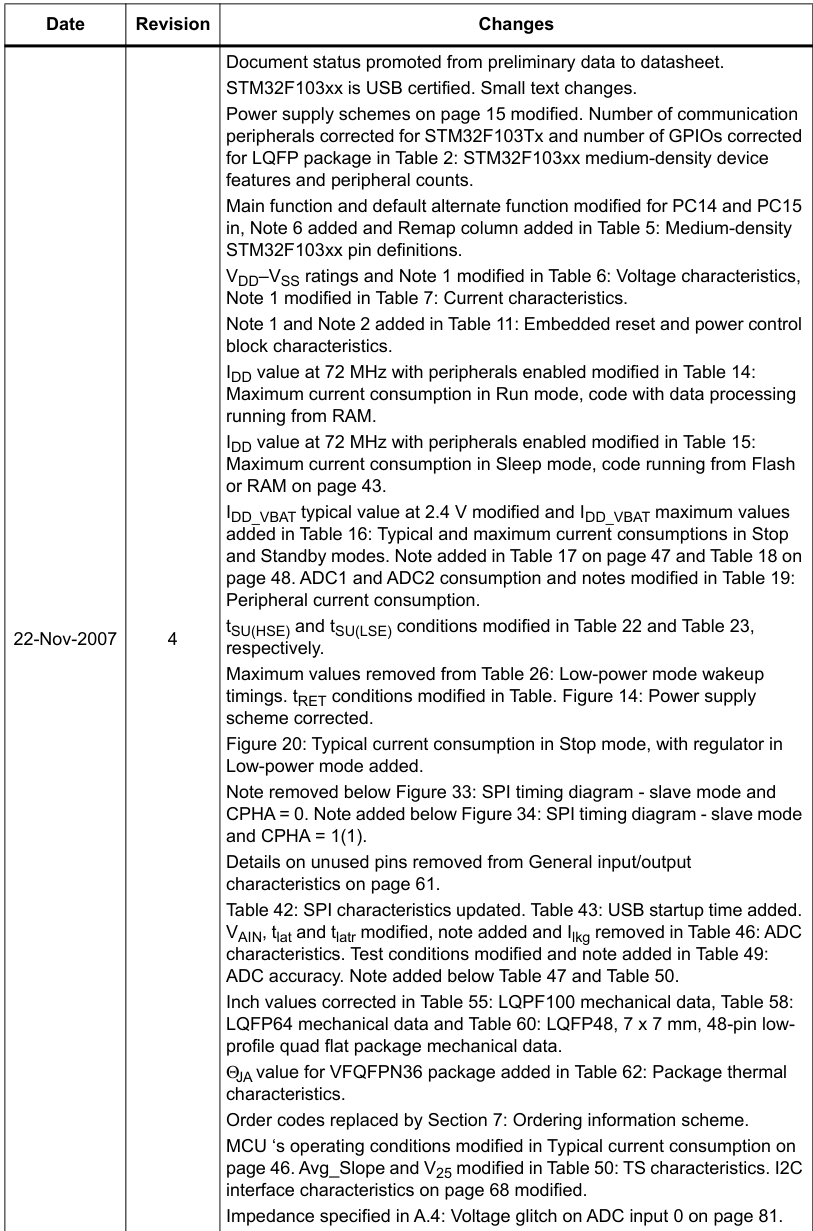 Date Revision Changes
Document status promoted from preliminary data to datasheet.
STM32F103xx is USB certified. Small text changes.
Power supply schemes on page 15 modified. Number of communication
peripherals corrected for STM32F103Tx and number of GPIOs corrected
for LQFP package in Table 2: STM32F103xx medium-density device
features and peripheral counts.
Main function and default alternate function modified for PC14 and PC15
in, Note 6 added and Remap column added in Table 5: Medium-density
STM32F103xx pin definitions.
VDD–VSS ratings and Note 1 modified in Table 6: Voltage characteristics,
Note 1 modified in Table 7: Current characteristics.
Note 1 and Note 2 added in Table 11: Embedded reset and power control
block characteristics.
IDD value at 72 MHz with peripherals enabled modified in Table 14:
Maximum current consumption in Run mode, code with data processing
running from RAM.
IDD value at 72 MHz with peripherals enabled modified in Table 15:
Maximum current consumption in Sleep mode, code running from Flash
or RAM on page 43.
IDD_VBAT typical value at 2.4 V modified and IDD_VBAT maximum values
added in Table 16: Typical and maximum current consumptions in Stop
and Standby modes. Note added in Table 17 on page 47 and Table 18 on
page 48. ADC1 and ADC2 consumption and notes modified in Table 19:
Peripheral current consumption.
22-Nov-2007 4
tSU(HSE) and tSU(LSE) conditions modified in Table 22 and Table 23,
respectively.
Maximum values removed from Table 26: Low-power mode wakeup
timings. tRET conditions modified in Table. Figure 14: Power supply
scheme corrected.
Figure 20: Typical current consumption in Stop mode, with regulator in
Low-power mode added.
Note removed below Figure 33: SPI timing diagram - slave mode and
CPHA = 0. Note added below Figure 34: SPI timing diagram - slave mode
and CPHA = 1(1).
Details on unused pins removed from General input/output
characteristics on page 61.
Table 42: SPI characteristics updated. Table 43: USB startup time added.
VAIN, tlat and tlatr modified, note added and Ilkg removed in Table 46: ADC
characteristics. Test conditions modified and note added in Table 49:
ADC accuracy. Note added below Table 47 and Table 50.
Inch values corrected in Table 55: LQPF100 mechanical data, Table 58:
LQFP64 mechanical data and Table 60: LQFP48, 7 x 7 mm, 48-pin low-
profile quad flat package mechanical data.
ΘJA value for VFQFPN36 package added in Table 62: Package thermal
characteristics.
Order codes replaced by Section 7: Ordering information scheme.
MCU ‘s operating conditions modified in Typical current consumption on
page 46. Avg_Slope and V25 modified in Table 50: TS characteristics. I2C
interface characteristics on page 68 modified.
Impedance specified in A.4: Voltage glitch on ADC input 0 on page 81.